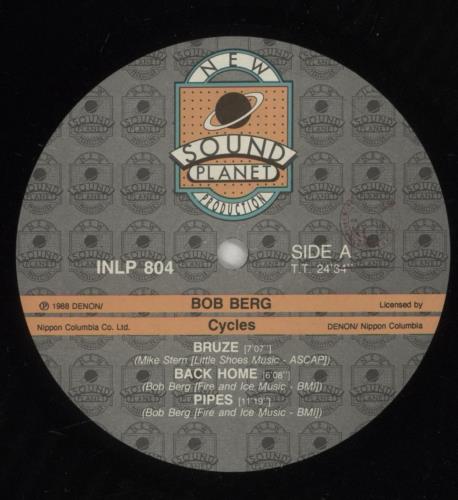 NEW
SOUND
PLANET
PRODUCTION
INLP 804
SIDE A
T.T. 24'34"
℗ 1988 DENON/
BOB BERG
Licensed by
Nippon Columbia Co. Ltd.
Cycles
DENON/ Nippon Columbia
BRUZE [7'07"]
(Mike Stern [Little Shoes Music - ASCAP])
BACK HOME [6'08"]
(Bob Berg [Fire and Ice Music - BMI])
PIPES [11'19"]
(Bob Berg [Fire and Ice Music - BMI])